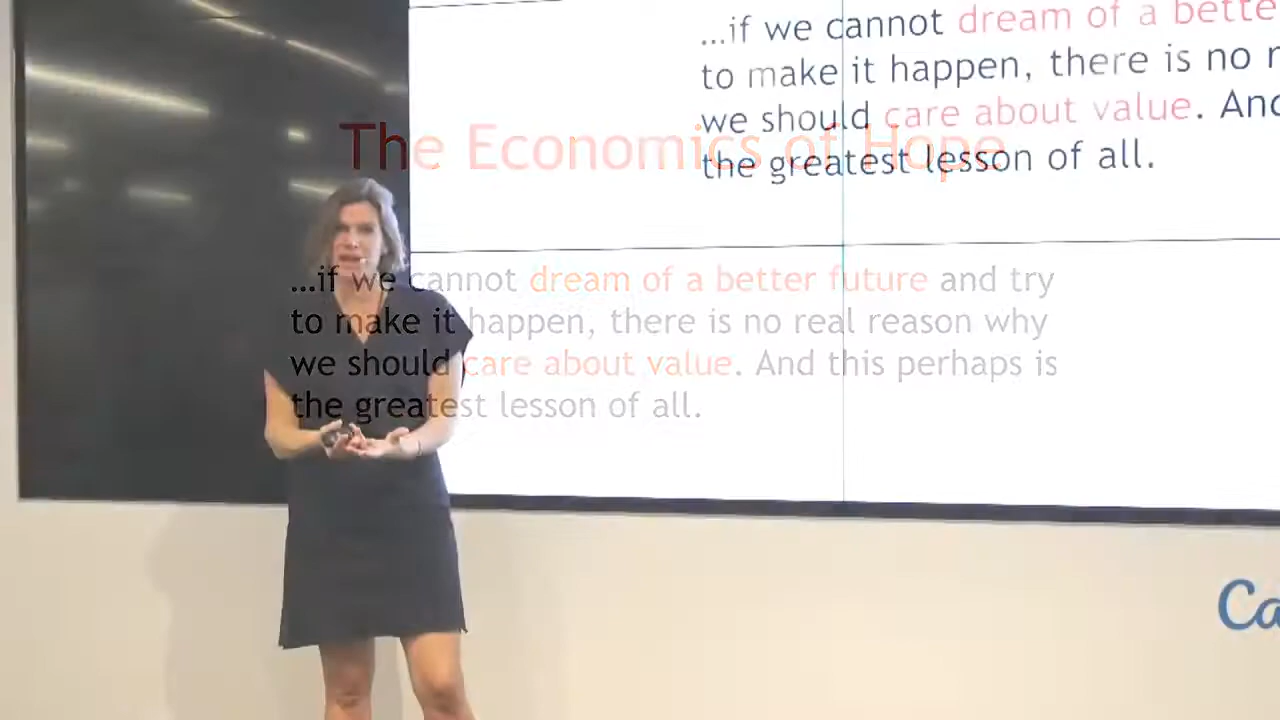 ...if we cannot dream of a bette
to make it happen, there is no r
we should care about value. And
the greatest lesson of all.
The Economics of Hope
...if we cannot dream of a better future and try
to make it happen, there is no real reason why
we should care about value. And this perhaps is
the greatest lesson of all.
Ca